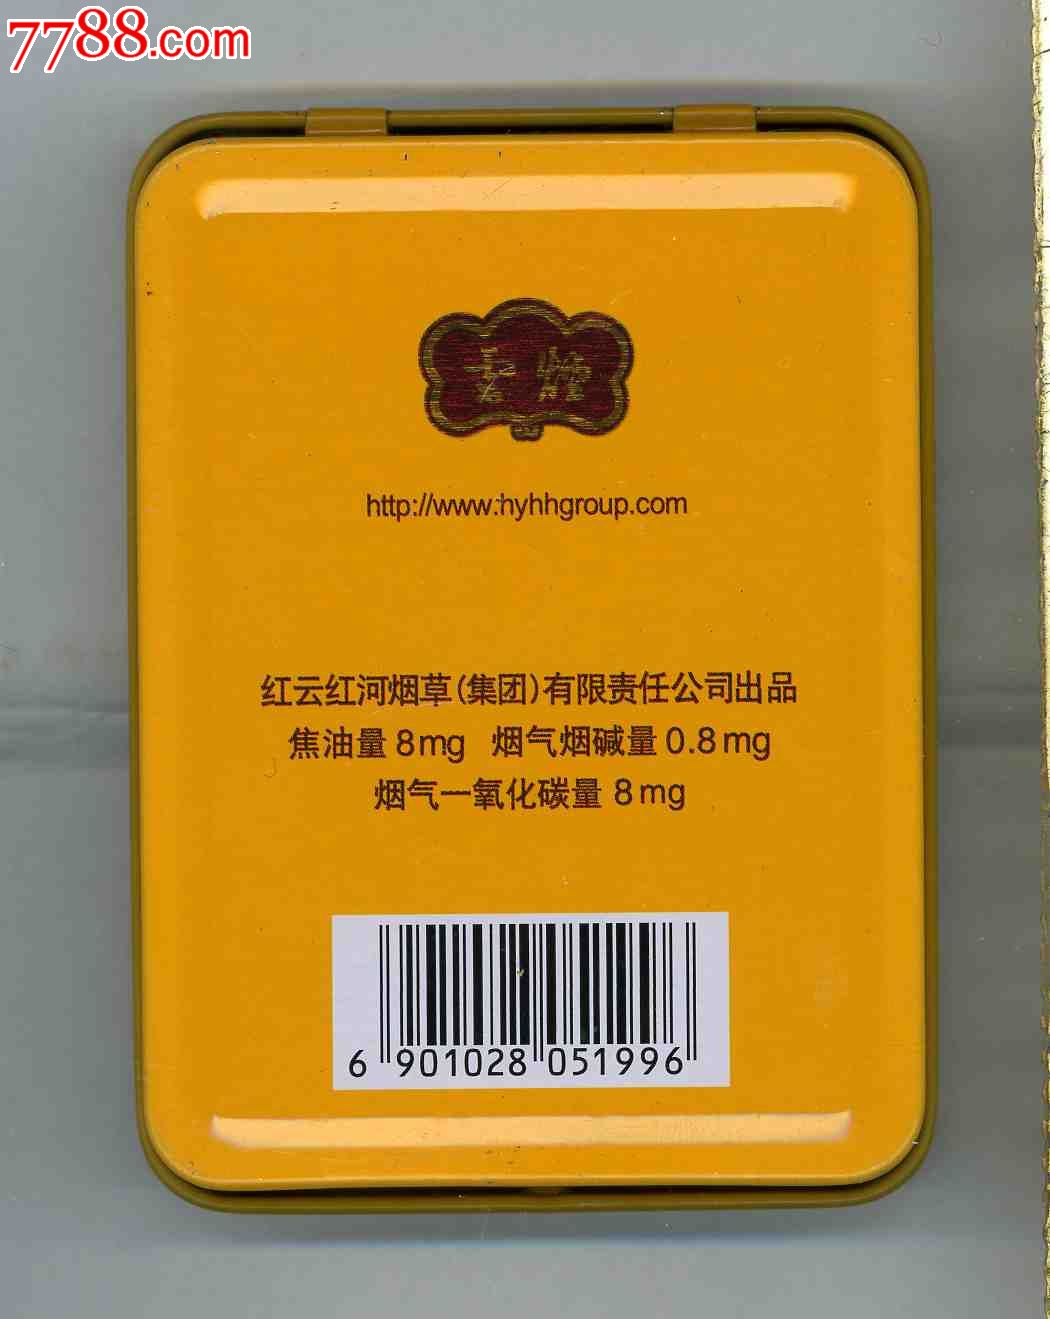 7788.com
雲烟
http://www.hyhhgroup.com
红云红河烟草(集团)有限责任公司出品
焦油量 8mg 烟气烟碱量 0.8mg
烟气一氧化碳量 8mg
6 901028 051996